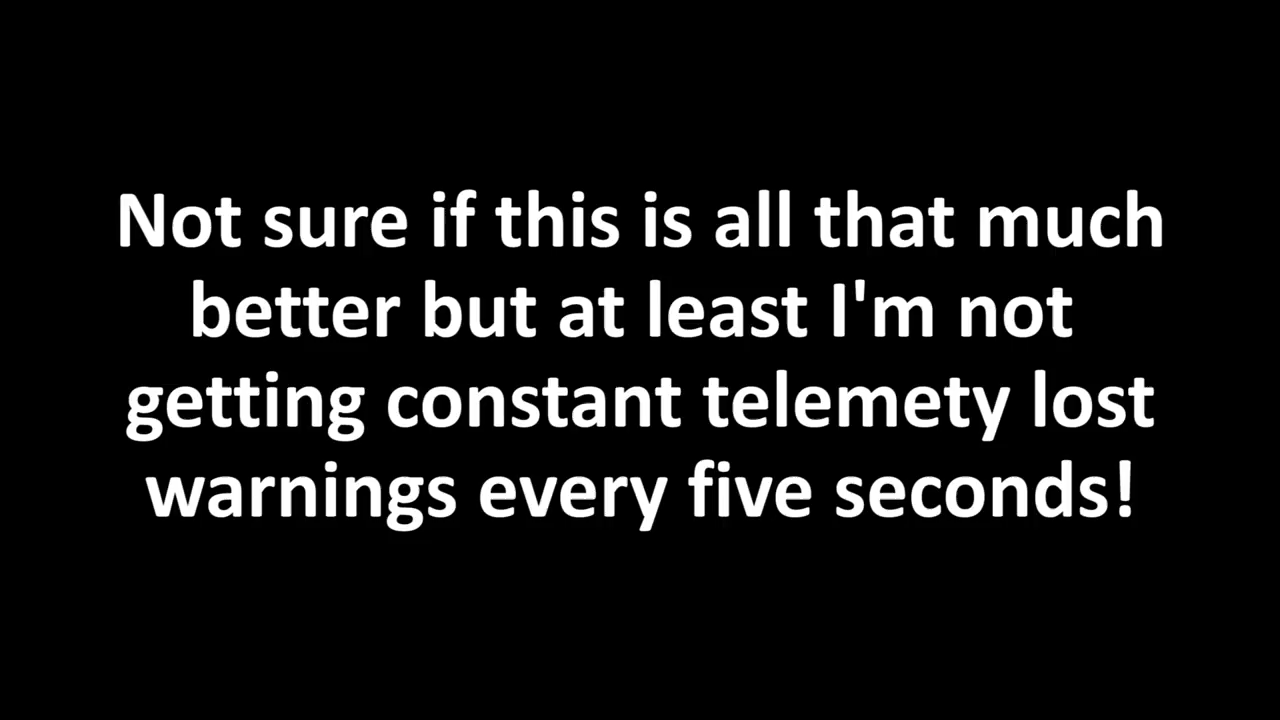 Not sure if this is all that much
better but at least I'm not
getting constant telemety lost
warnings every five seconds!